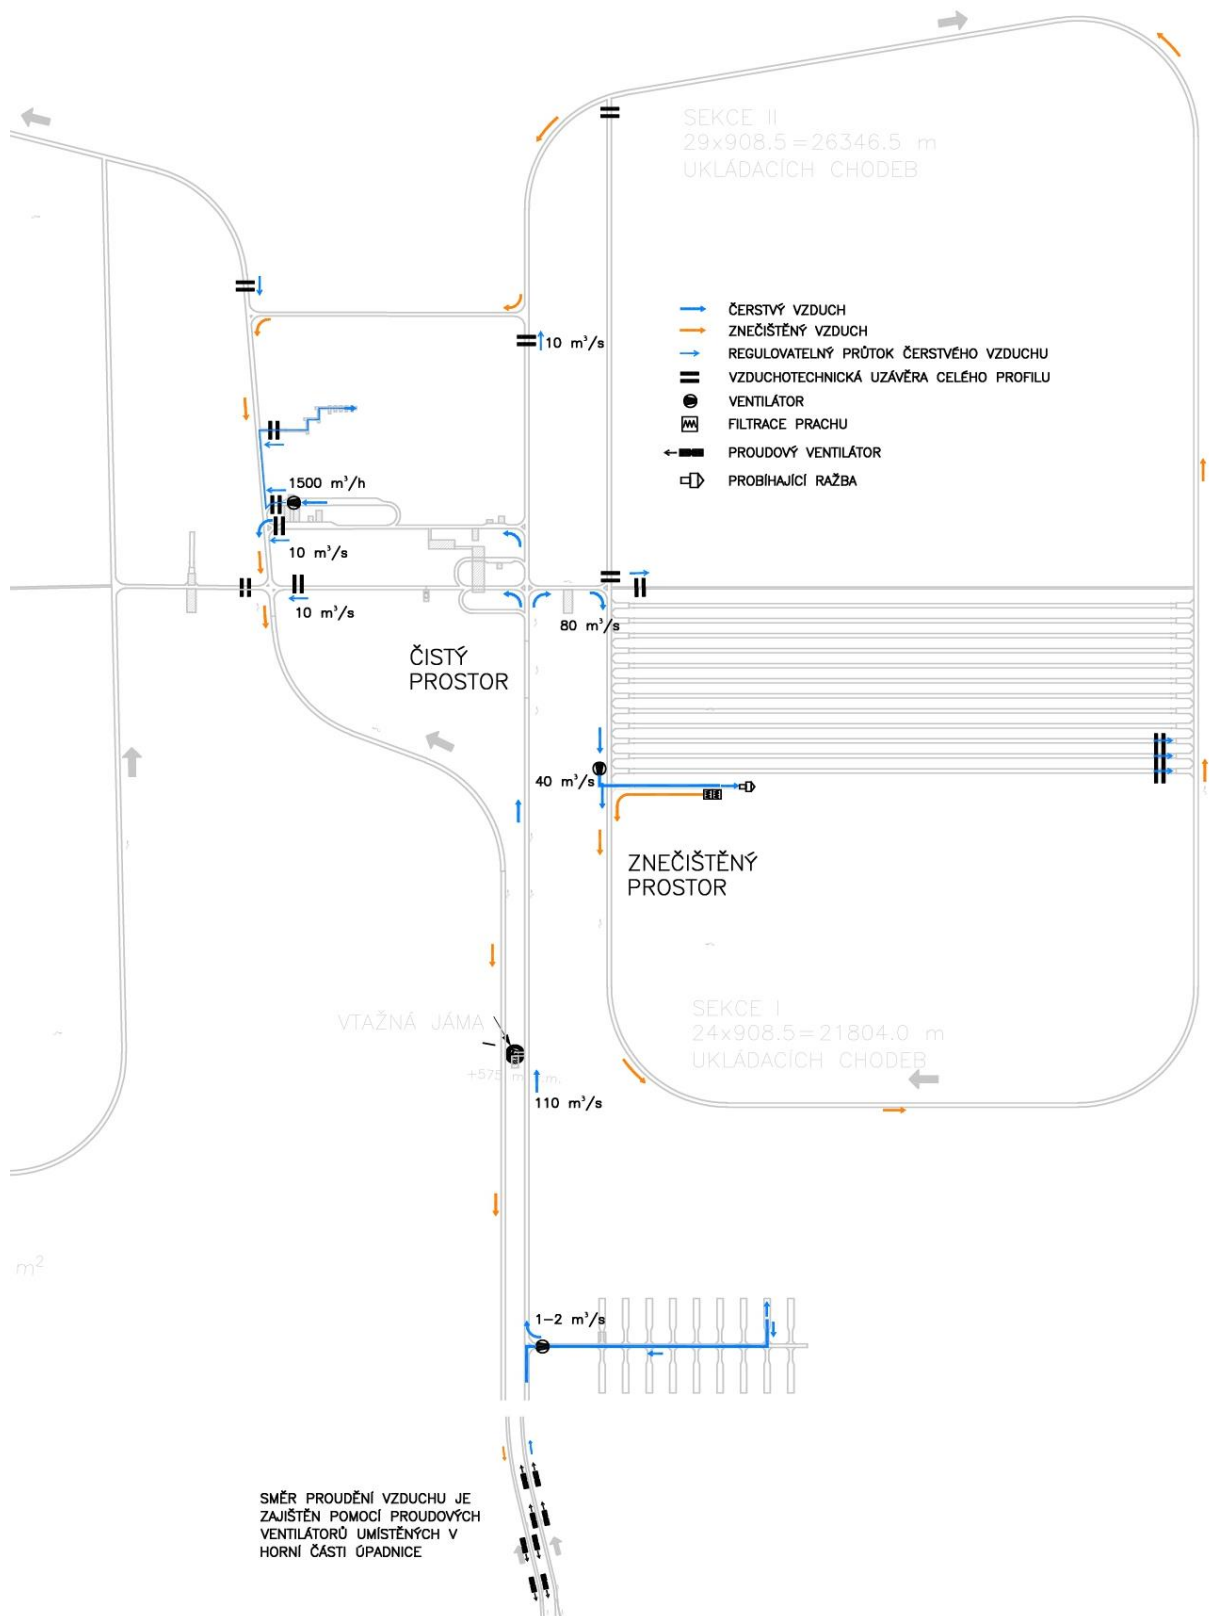 SEKCE II
29x908.5=26346.5 m
UKLÁDACÍCH CHODEB
ČERSTVÝ VZDUCH
ZNEČIŠTĚNÝ VZDUCH
REGULOVATELNÝ PRŮTOK ČERSTVÉHO VZDUCHU
VZDUCHOTECHNICKÁ UZÁVĚRA CELÉHO PROFILU
VENTILÁTOR
FILTRACE PRACHU
PROUDOVÝ VENTILÁTOR
PROBÍHAJÍCÍ RAŽBA
10 m³/s
1500 m³/h
10 m³/s
10 m³/s
80 m³/s
ČISTÝ
PROSTOR
40 m³/s
ZNEČIŠTĚNÝ
PROSTOR
SEKCE I
24x908.5=21804.0 m
UKLÁDACÍCH CHODEB
VTAŽNÁ JÁMA
110 m³/s
m²
1-2 m³/s
SMĚR PROUDĚNÍ VZDUCHU JE
ZAJIŠTĚN POMOCÍ PROUDOVÝCH
VENTILÁTORŮ UMÍSTĚNÝCH V
HORNÍ ČÁSTI ÚPADNICE